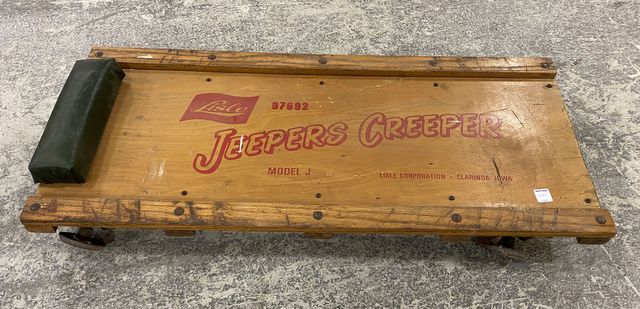 Lisle
97692
JEEPERS CREEPER
MODEL J
LISLE CORPORATION · CLARINDA, IOWA